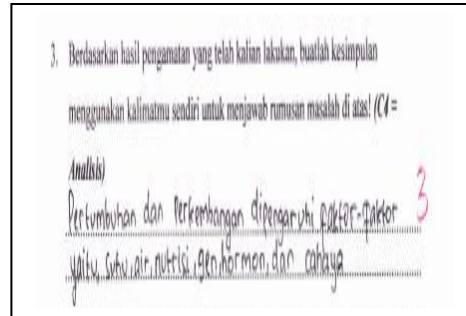 3. Berdasarkan hasil pengamatan yang telah kalian lakukan, buatlah kesimpulan
menggunakan kalimatmu sendiri untuk menjawab rumusan masalah di atas! (C4 =
Analisis)
Pertumbuhan dan Perkembangan dipengaruhi faktor-faktor 3
yaitu, suhu, air, nutrisi, gen, hormon, dan cahaya